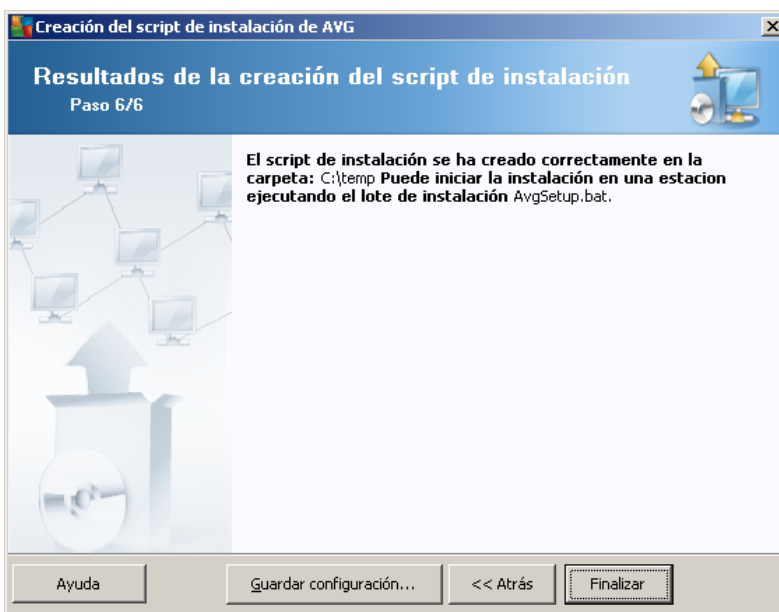 Creación del script de instalación de AVG
Resultados de la creación del script de instalación
Paso 6/6
El script de instalación se ha creado correctamente en la
carpeta: C:\temp Puede iniciar la instalación en una estacion
ejecutando el lote de instalación AvgSetup.bat.
Ayuda
Guardar configuración...
<< Atrás
Finalizar